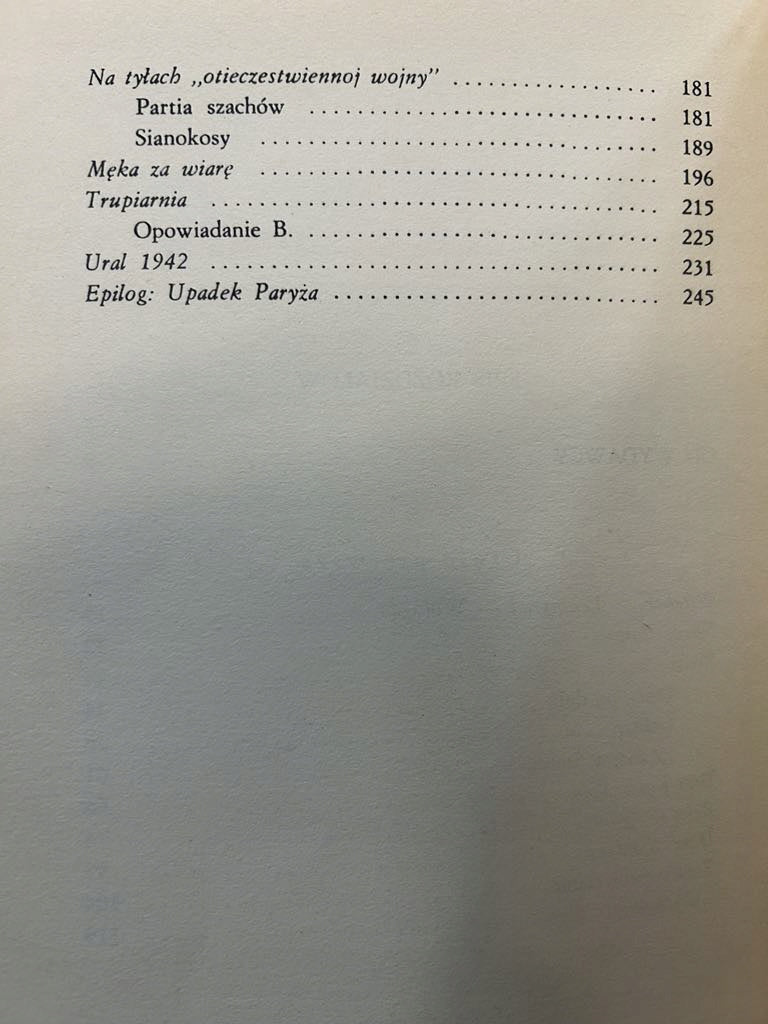 Na tyłach „otieczestwiennoj wojny” .................. 181
Partia szachów ............................. 181
Sianokosy ................................. 189
Męka za wiarę ................................. 196
Trupiarnia ..................................... 215
Opowiadanie B. ............................. 225
Ural 1942 ..................................... 231
Epilog: Upadek Paryża ........................... 245